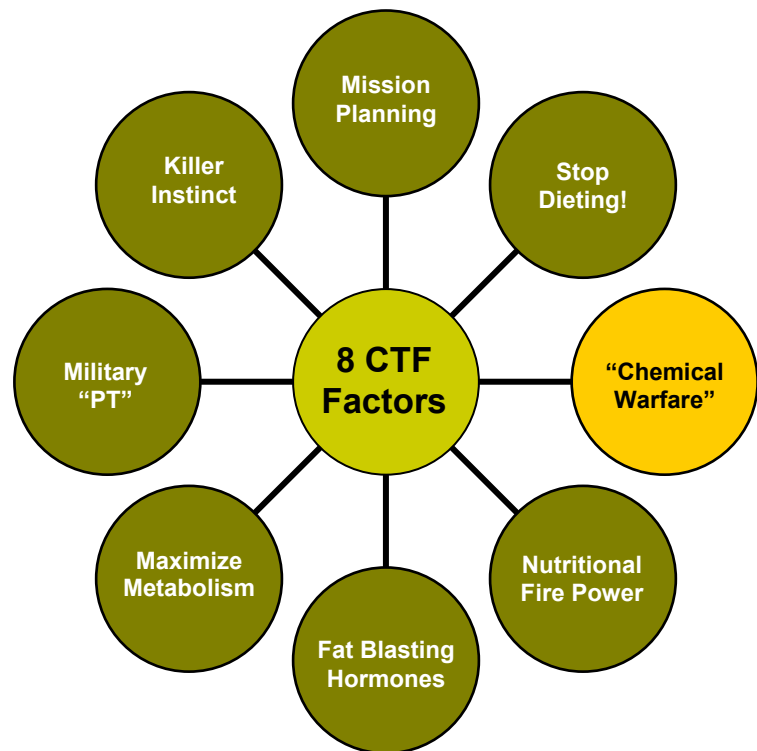 Mission
Planning
Killer
Instinct
Stop
Dieting!
8 CTF
Factors
Military
“PT”
“Chemical
Warfare”
Maximize
Metabolism
Nutritional
Fire Power
Fat Blasting
Hormones